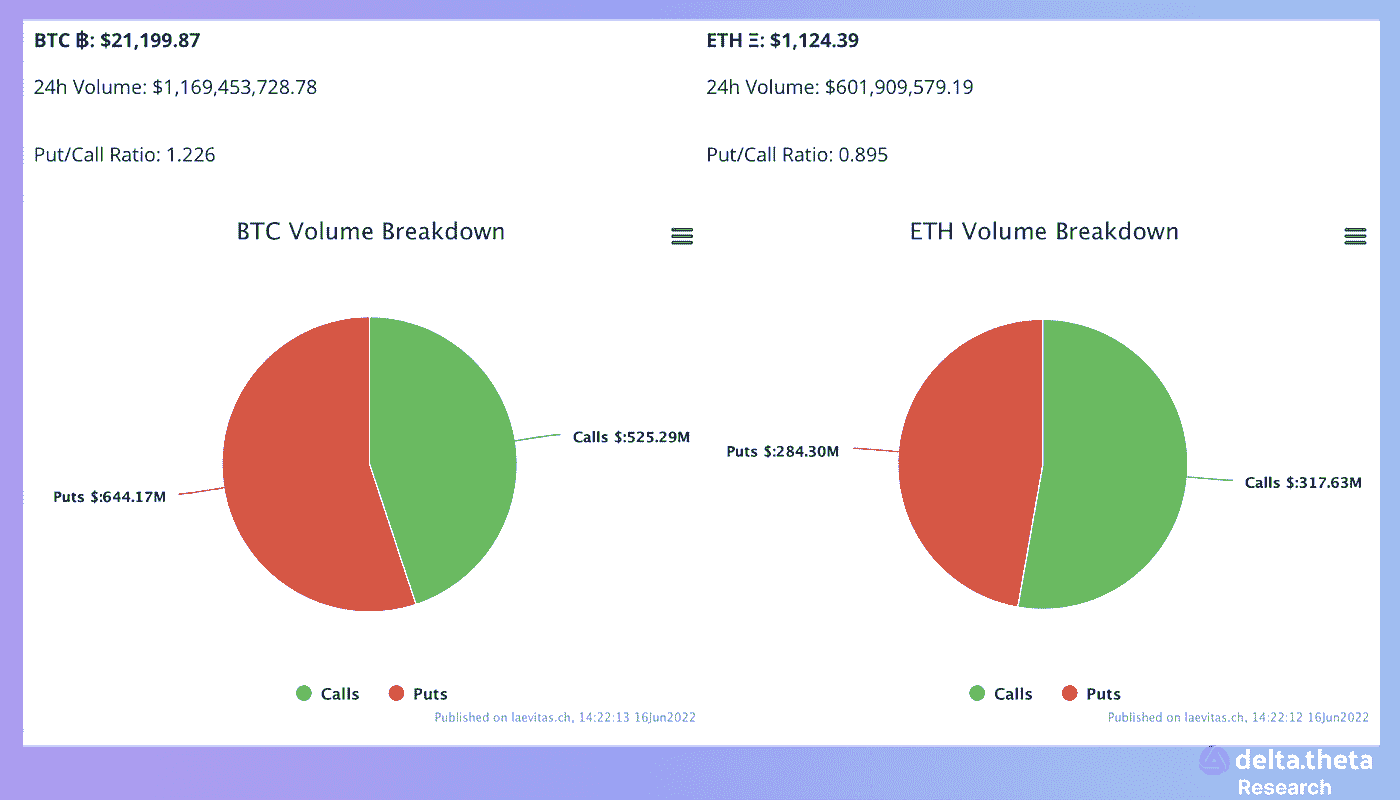 BTC ₿: $21,199.87
24h Volume: $1,169,453,728.78
Put/Call Ratio: 1.226
BTC Volume Breakdown
Calls $:525.29M
Puts $:644.17M
Calls
Puts
Published on laevitas.ch, 14:22:13 16Jun2022
ETH Ξ: $1,124.39
24h Volume: $601,909,579.19
Put/Call Ratio: 0.895
ETH Volume Breakdown
Puts $:284.30M
Calls $:317.63M
Calls
Puts
Published on laevitas.ch, 14:22:12 16Jun2022
delta.theta
Research